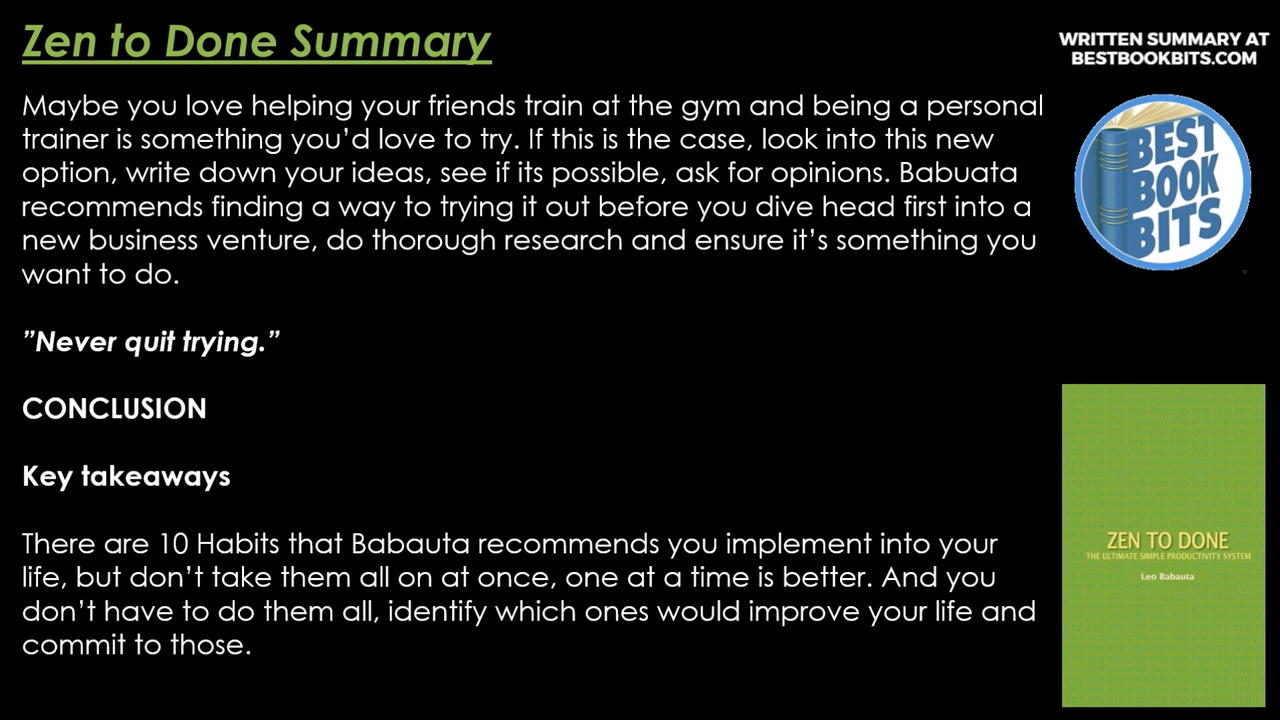 Zen to Done Summary
Maybe you love helping your friends train at the gym and being a personal
trainer is something you’d love to try. If this is the case, look into this new
option, write down your ideas, see if its possible, ask for opinions. Babuata
recommends finding a way to trying it out before you dive head first into a
new business venture, do thorough research and ensure it’s something you
want to do.
”Never quit trying.”
CONCLUSION
Key takeaways
There are 10 Habits that Babauta recommends you implement into your
life, but don’t take them all on at once, one at a time is better. And you
don’t have to do them all, identify which ones would improve your life and
commit to those.
WRITTEN SUMMARY AT
BESTBOOKBITS.COM
BEST
BOOK
BITS
ZEN TO DONE
THE ULTIMATE SIMPLE PRODUCTIVITY SYSTEM
Leo Babauta